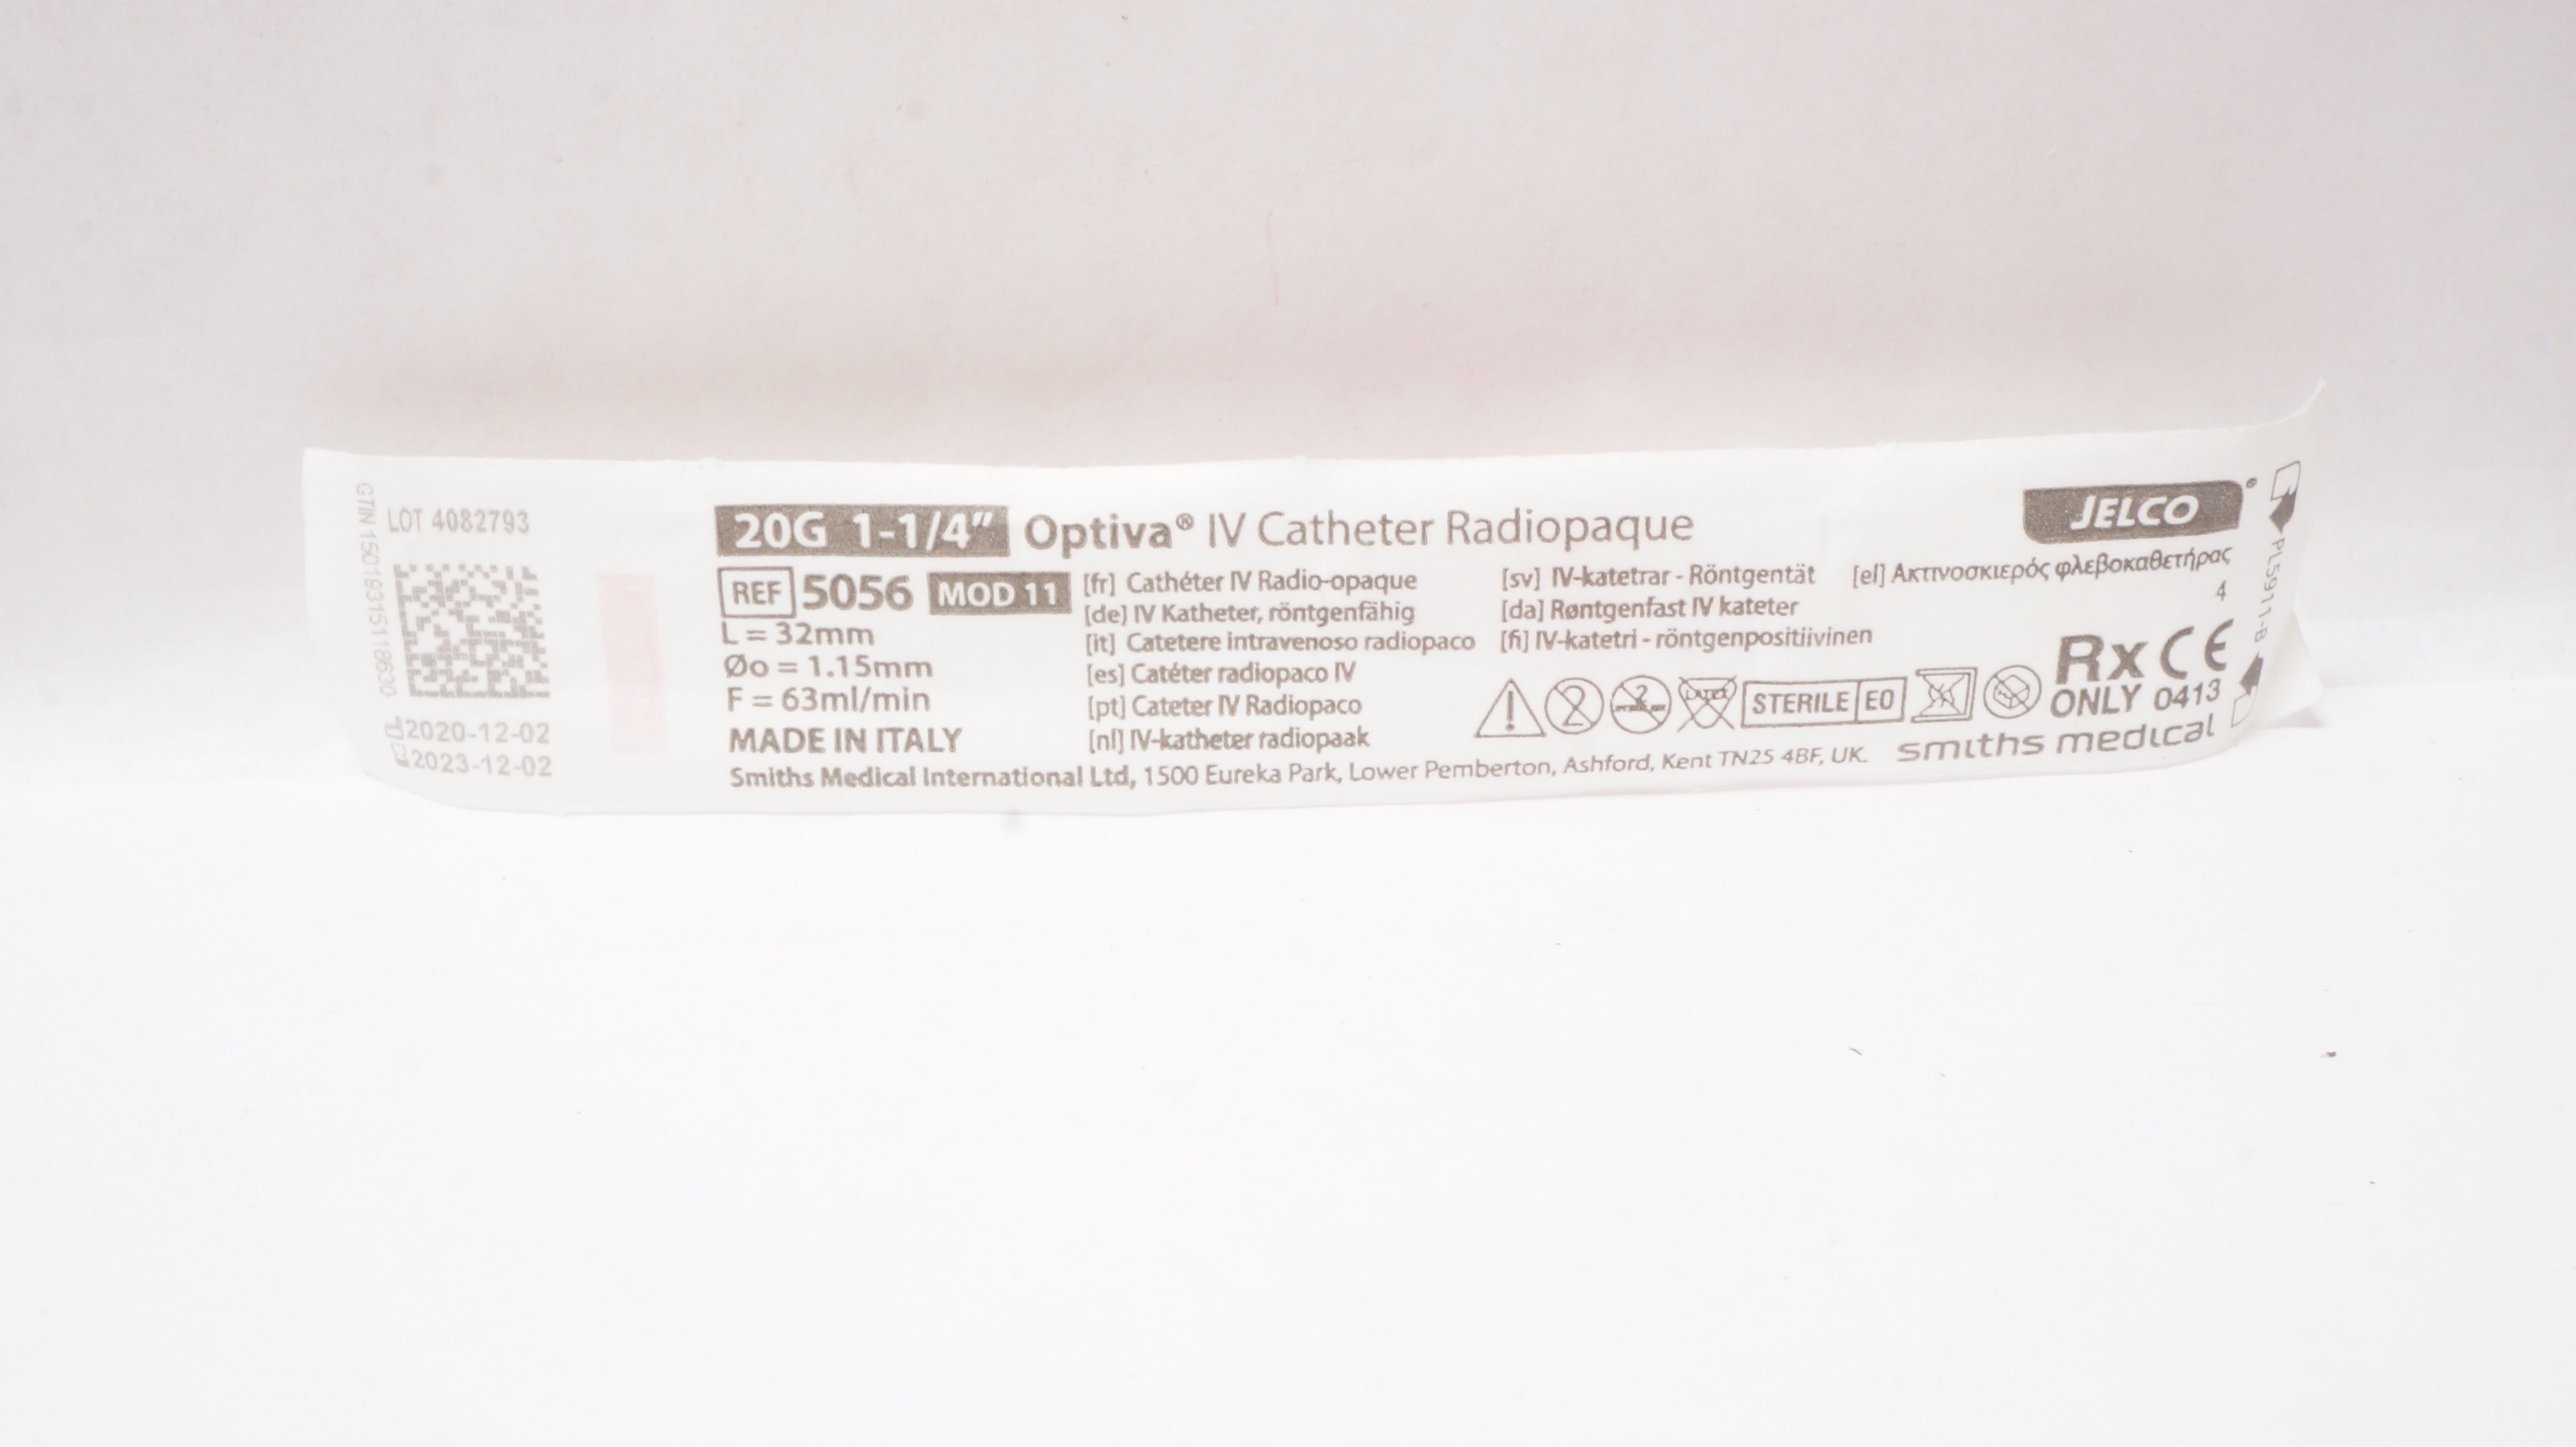 GTIN 15019315118630
LOT 4082793
2020-12-02
2023-12-02
20G 1-1/4” Optiva® IV Catheter Radiopaque
REF 5056 MOD 11
L = 32mm
Øo = 1.15mm
F = 63ml/min
MADE IN ITALY
[fr] Cathéter IV Radio-opaque
[de] IV Katheter, röntgenfähig
[it] Catetere intravenoso radiopaco
[es] Catéter radiopaco IV
[pt] Cateter IV Radiopaco
[nl] IV-katheter radiopaak
[sv] IV-katetrar - Röntgentät
[da] Røntgenfast IV kateter
[fi] IV-katetri - röntgenpositiivinen
[el] Ακτινοσκιερός φλεβοκαθετήρας
4
JELCO®
2
2
LATEX
STERILE EO
Rx CE
ONLY 0413
smiths medical
Smiths Medical International Ltd, 1500 Eureka Park, Lower Pemberton, Ashford, Kent TN25 4BF, UK.
PL5911-B